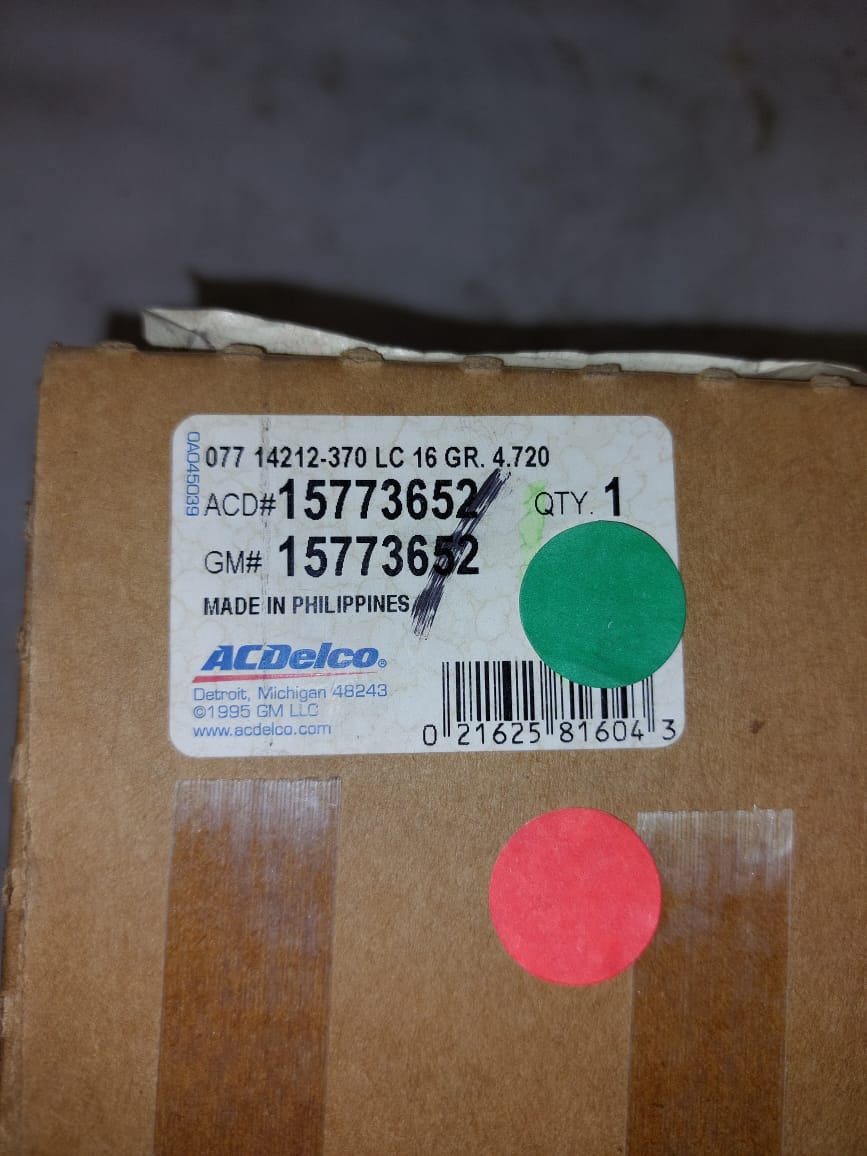 0A045039
077 14212-370 LC 16 GR. 4.720
ACD# 15773652 QTY. 1
GM# 15773652
MADE IN PHILIPPINES
ACDelco®
Detroit, Michigan 48243
©1995 GM LLC
www.acdelco.com
0 21625 81604 3